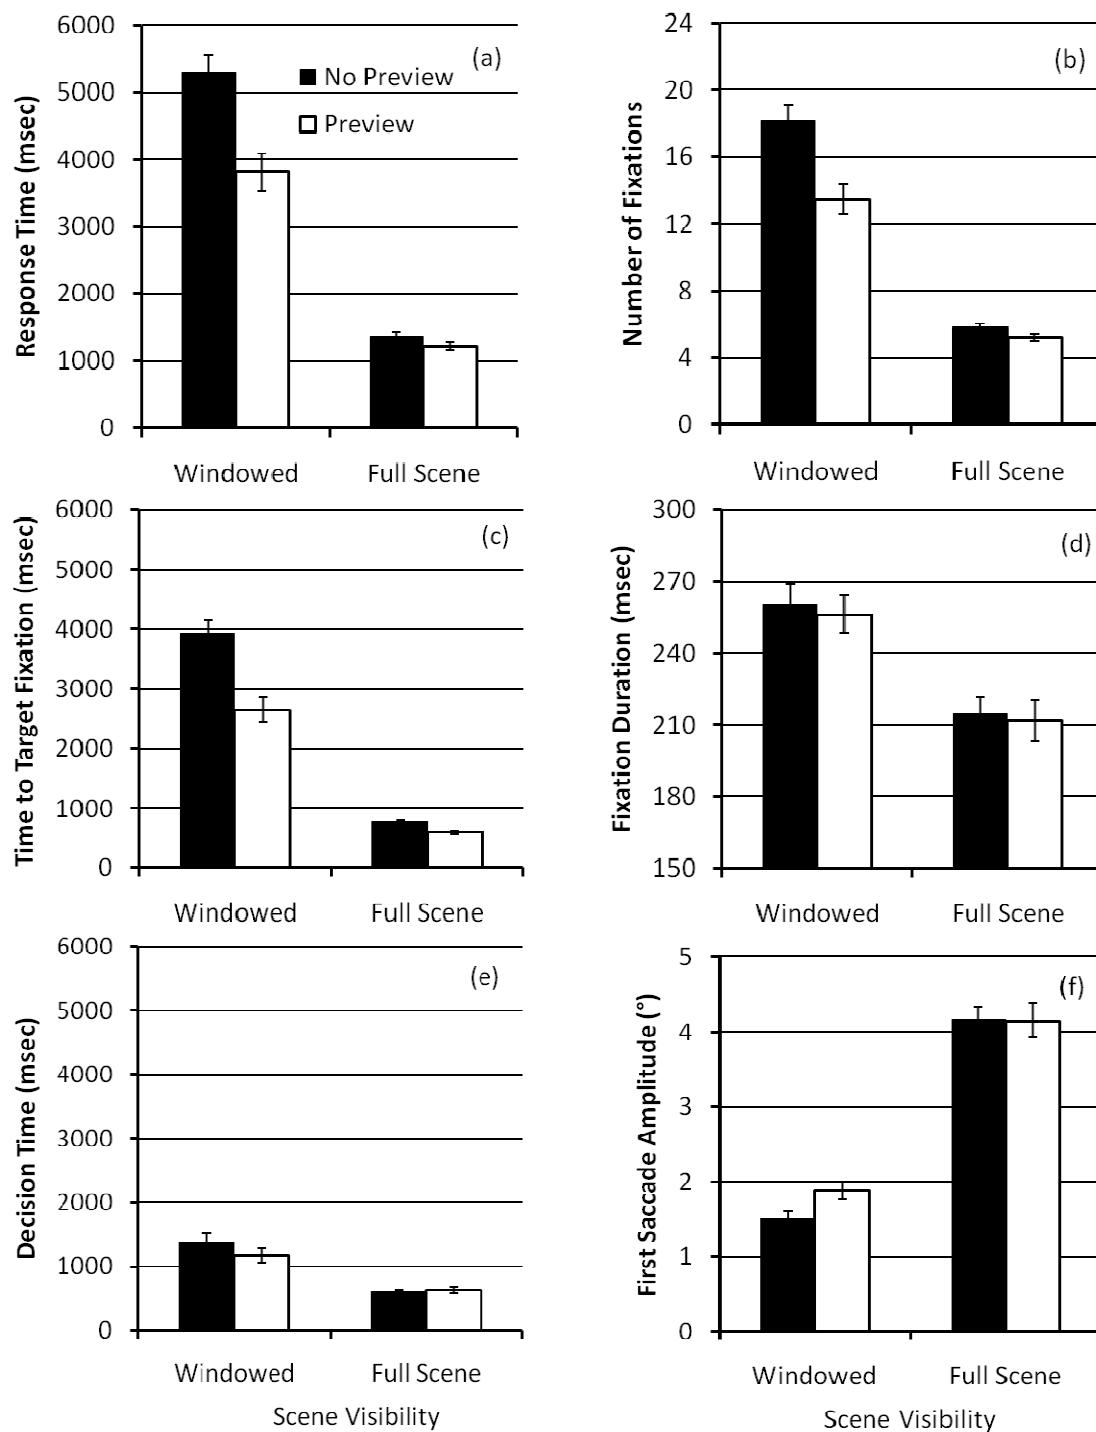 (a)
No Preview
Preview
Response Time (msec)
6000
5000
4000
3000
2000
1000
0
Windowed
Full Scene
(b)
Number of Fixations
24
20
16
12
8
4
0
Windowed
Full Scene
(c)
Time to Target Fixation (msec)
6000
5000
4000
3000
2000
1000
0
Windowed
Full Scene
(d)
Fixation Duration (msec)
300
270
240
210
180
150
Windowed
Full Scene
(e)
Decision Time (msec)
6000
5000
4000
3000
2000
1000
0
Windowed
Full Scene
Scene Visibility
(f)
First Saccade Amplitude (°)
5
4
3
2
1
0
Windowed
Full Scene
Scene Visibility